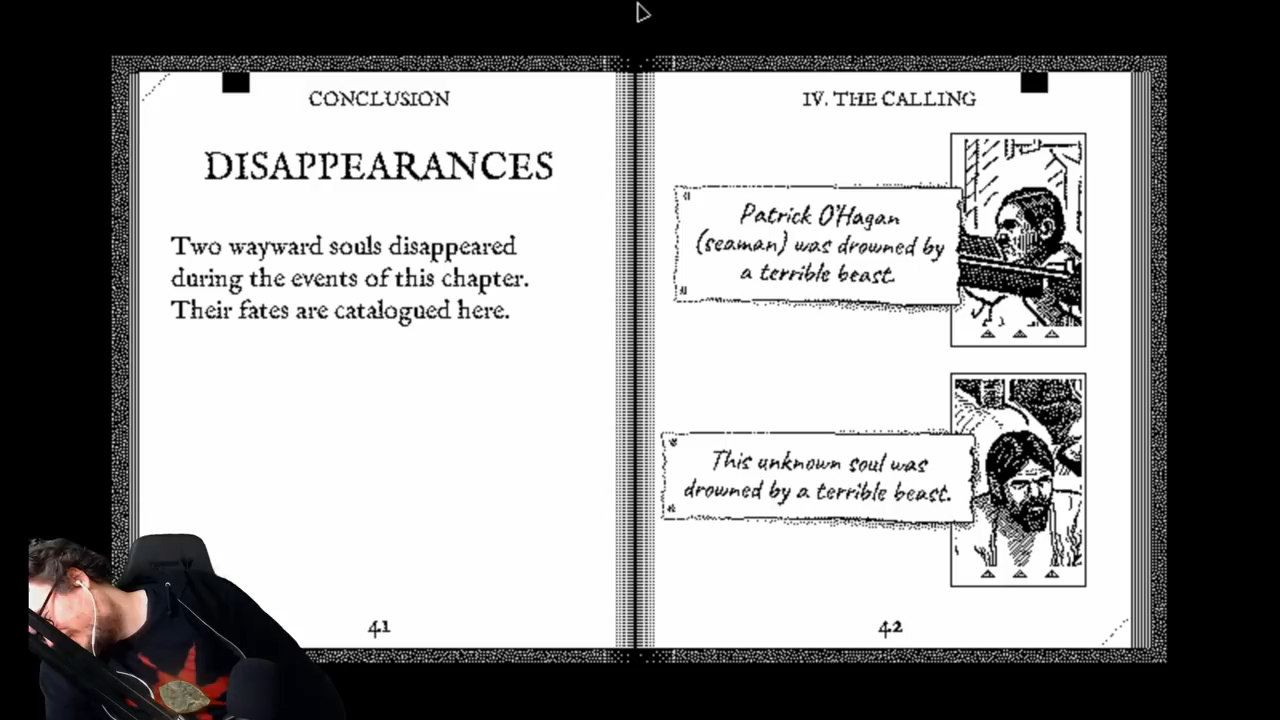 CONCLUSION
DISAPPEARANCES
Two wayward souls disappeared
during the events of this chapter.
Their fates are catalogued here.
41
IV. THE CALLING
Patrick O'Hagan
(seaman) was drowned by
a terrible beast.
This unknown soul was
drowned by a terrible beast.
42